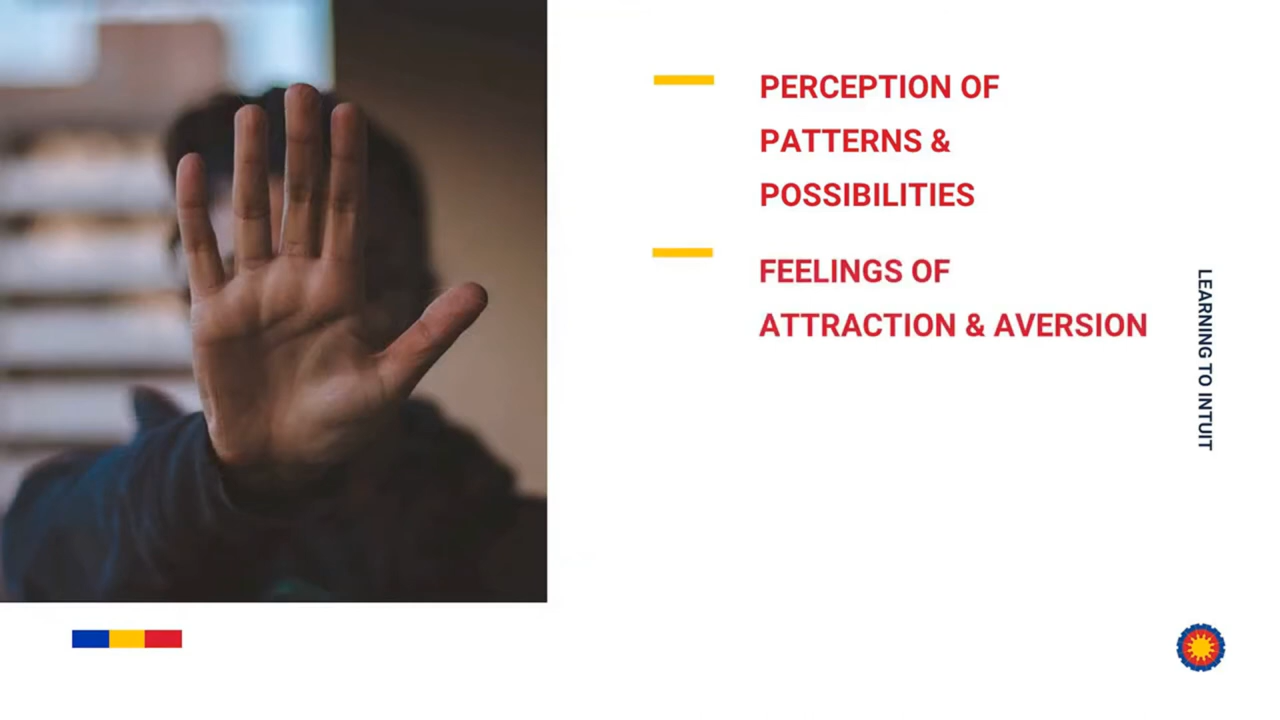 PERCEPTION OF
PATTERNS &
POSSIBILITIES
FEELINGS OF
ATTRACTION & AVERSION
LEARNING TO INTUIT